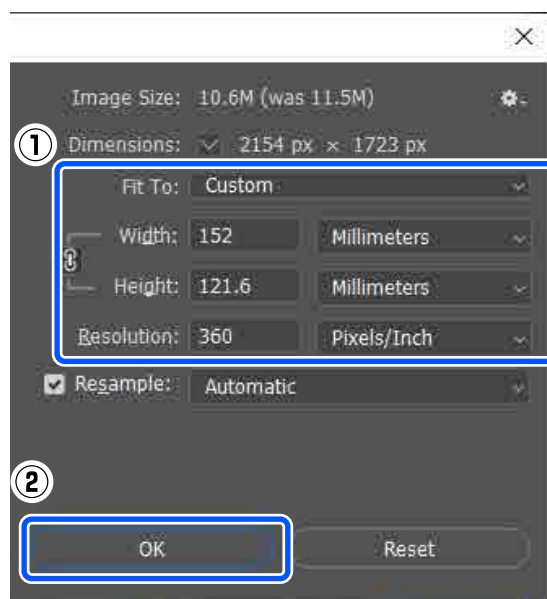 Image Size: 10.6M (was 11.5M)
① Dimensions: 2154 px × 1723 px
Fit To: Custom
Width: 152 Millimeters
Height: 121.6 Millimeters
Resolution: 360 Pixels/Inch
Resample: Automatic
②
OK Reset